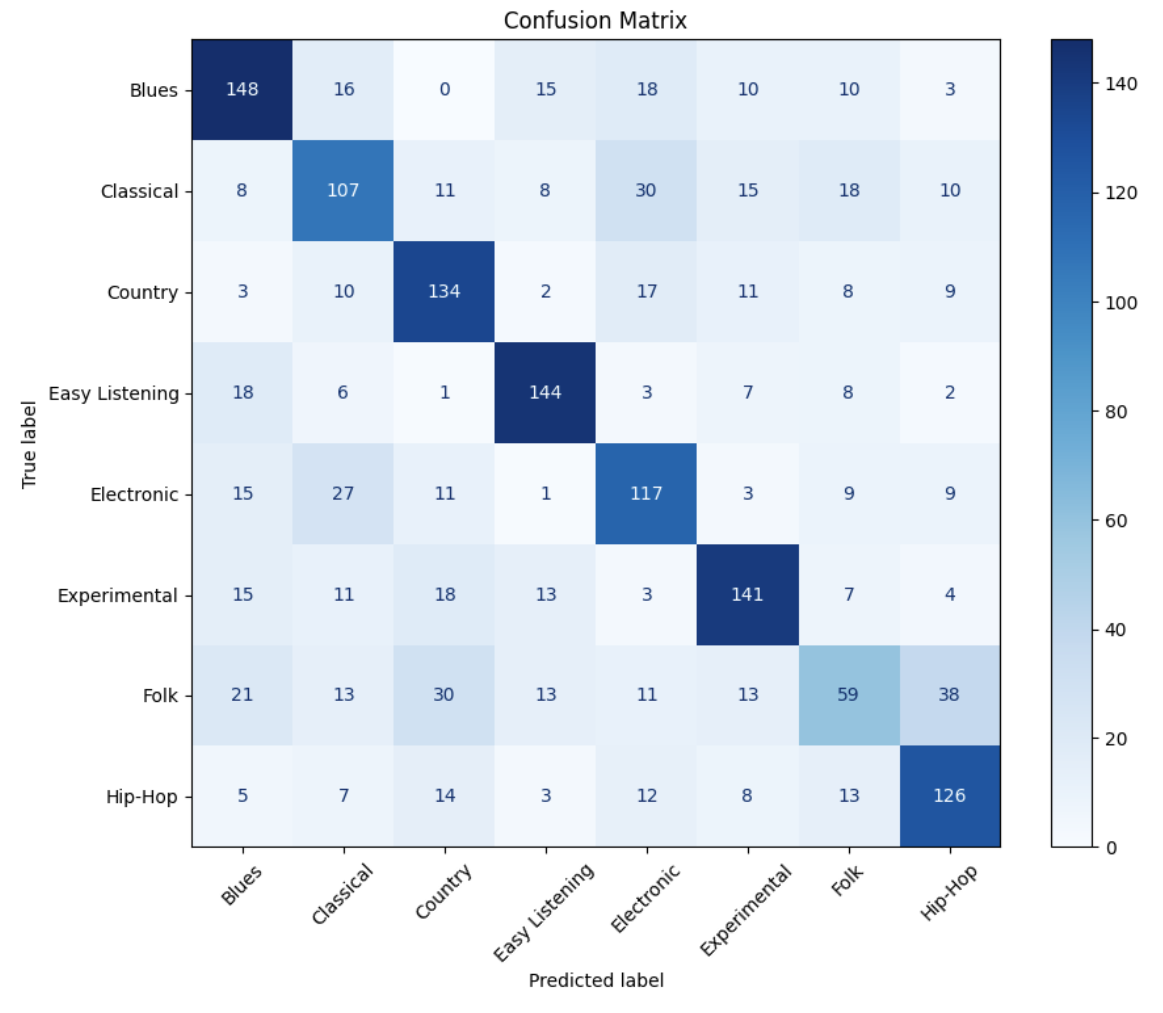 Confusion Matrix
Blues 148 16 0 15 18 10 10 3
Classical 8 107 11 8 30 15 18 10
Country 3 10 134 2 17 11 8 9
Easy Listening 18 6 1 144 3 7 8 2
Electronic 15 27 11 1 117 3 9 9
Experimental 15 11 18 13 3 141 7 4
Folk 21 13 30 13 11 13 59 38
Hip-Hop 5 7 14 3 12 8 13 126
True label
Blues Classical Country Easy Listening Electronic Experimental Folk Hip-Hop
Predicted label
140
120
100
80
60
40
20
0